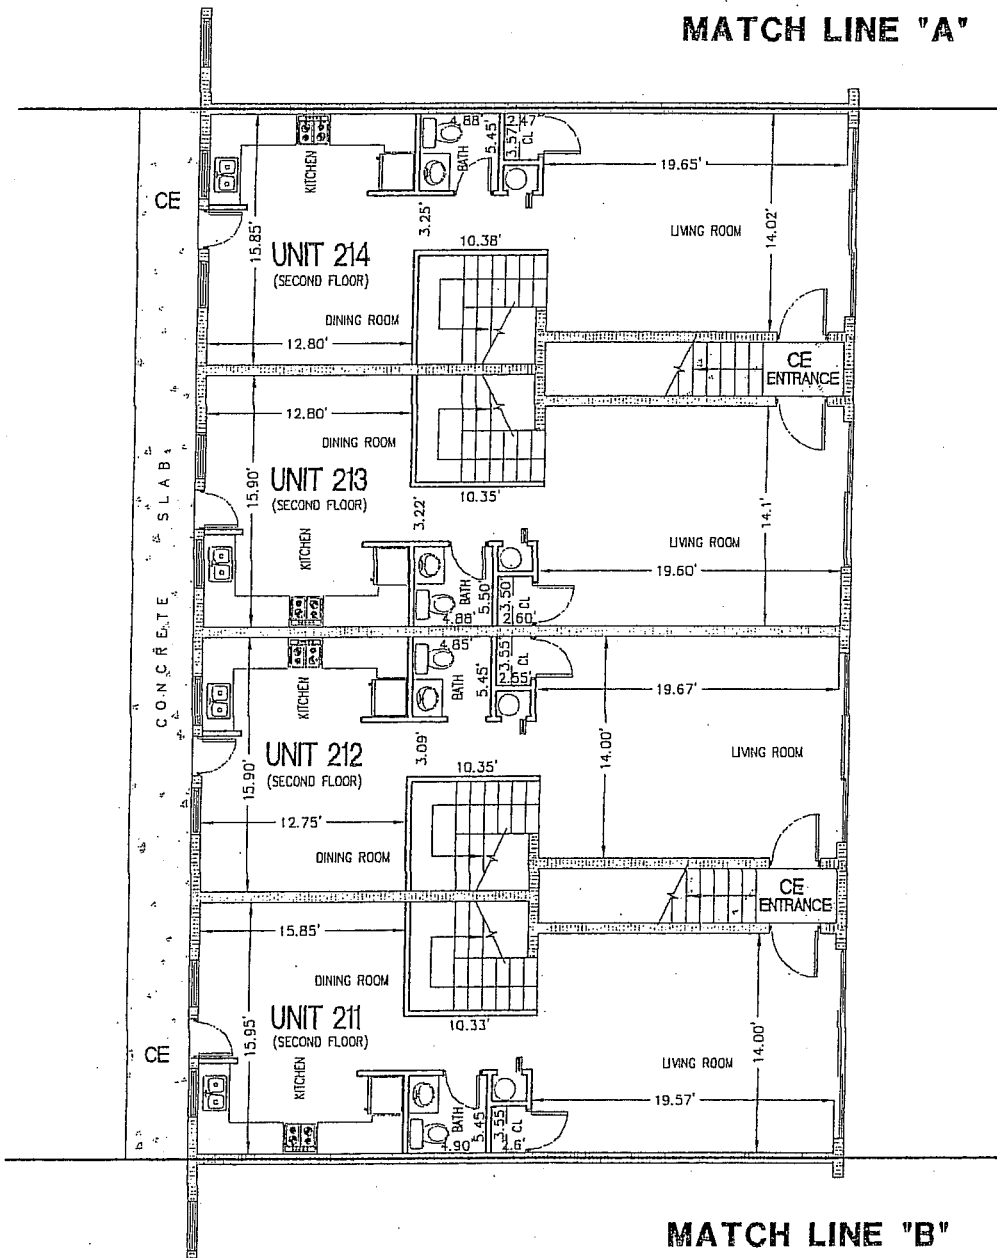 MATCH LINE "A"
4.88'
5.45'
BATH
2.47
3.57
CL
KITCHEN
19.65'
CE
3.25'
10.38'
15.85'
14.02'
LIVING ROOM
UNIT 214
(SECOND FLOOR)
DINING ROOM
12.80'
CE
ENTRANCE
12.80'
DINING ROOM
UNIT 213
(SECOND FLOOR)
15.90'
10.35'
3.22'
14.1'
CONCRETE SLAB
KITCHEN
LIVING ROOM
19.60'
BATH
5.50'
4.88'
3.50'
CL
2.60'
4.85'
5.45'
BATH
3.55'
CL
2.55'
KITCHEN
19.67'
3.09'
14.00'
LIVING ROOM
UNIT 212
(SECOND FLOOR)
15.90'
10.35'
12.75'
DINING ROOM
CE
ENTRANCE
15.85'
DINING ROOM
UNIT 211
(SECOND FLOOR)
15.95'
10.33'
14.00'
CE
KITCHEN
LIVING ROOM
19.57'
BATH
5.45'
4.90'
3.55
CL
2.6'
MATCH LINE "B"